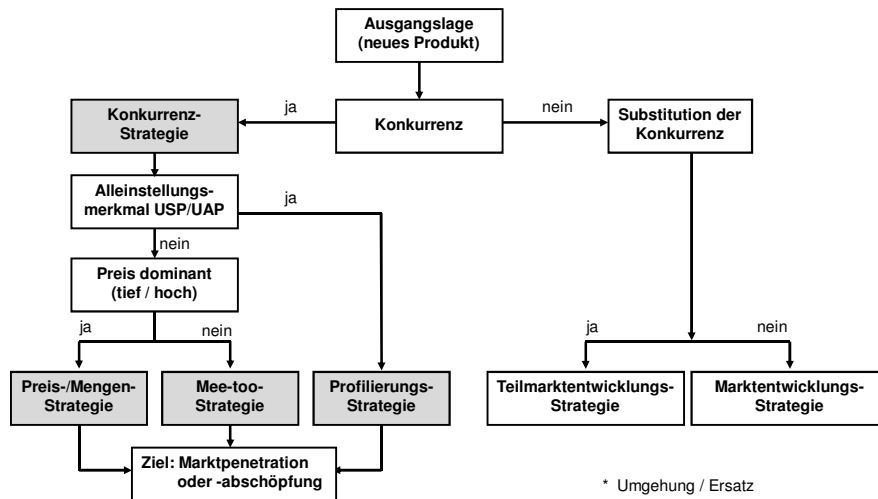 Ausgangslage
(neues Produkt)
ja
nein
Konkurrenz-
Strategie
Konkurrenz
Substitution der
Konkurrenz
Alleinstellungs-
merkmal USP/UAP
ja
nein
Preis dominant
(tief / hoch)
ja
nein
ja
nein
Preis-/Mengen-
Strategie
Mee-too-
Strategie
Profilierungs-
Strategie
Teilmarktentwicklungs-
Strategie
Marktentwicklungs-
Strategie
Ziel: Marktpenetration
oder -abschöpfung
* Umgehung / Ersatz